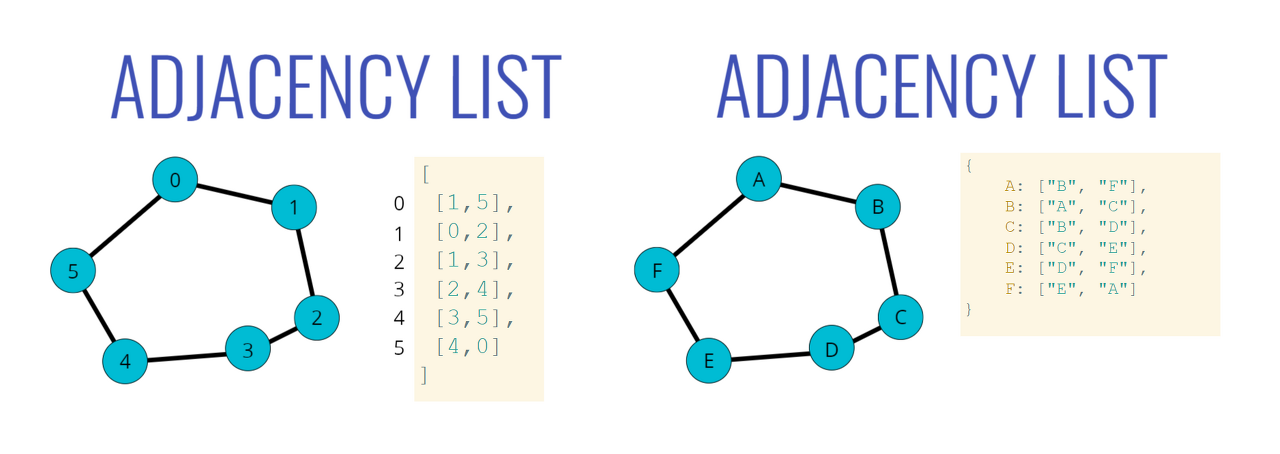 ADJACENCY LIST
0
1
2
3
4
5
[
0 [1,5],
1 [0,2],
2 [1,3],
3 [2,4],
4 [3,5],
5 [4,0]
]
ADJACENCY LIST
A
B
C
D
E
F
{
A: ["B", "F"],
B: ["A", "C"],
C: ["B", "D"],
D: ["C", "E"],
E: ["D", "F"],
F: ["E", "A"]
}